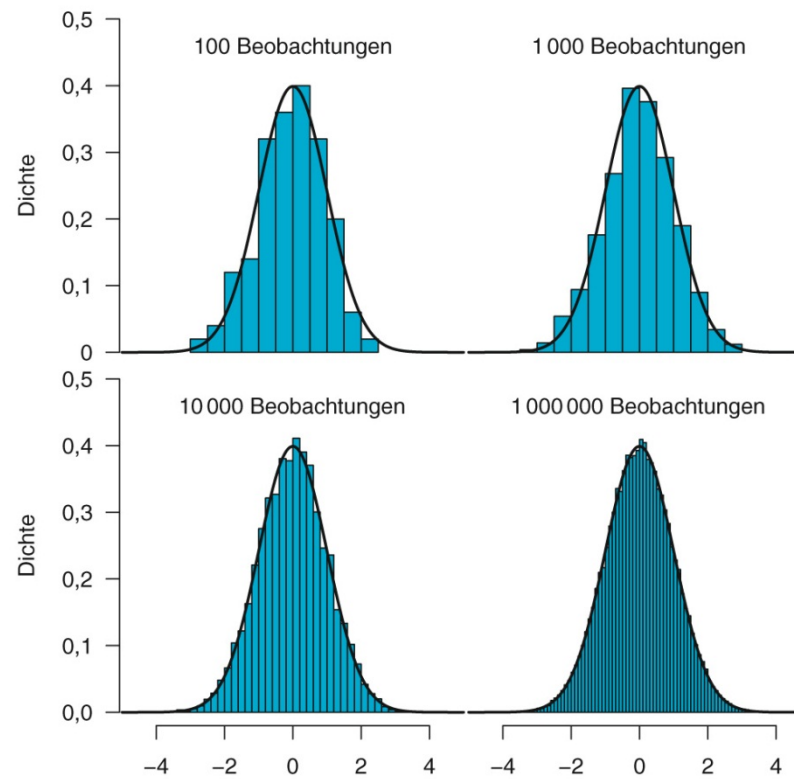 0,5
100 Beobachtungen
1 000 Beobachtungen
0,4
0,3
Dichte
0,2
0,1
0
0,5
10 000 Beobachtungen
1 000 000 Beobachtungen
0,4
0,3
Dichte
0,2
0,1
0,0
−4 −2 0 2 4 −4 −2 0 2 4